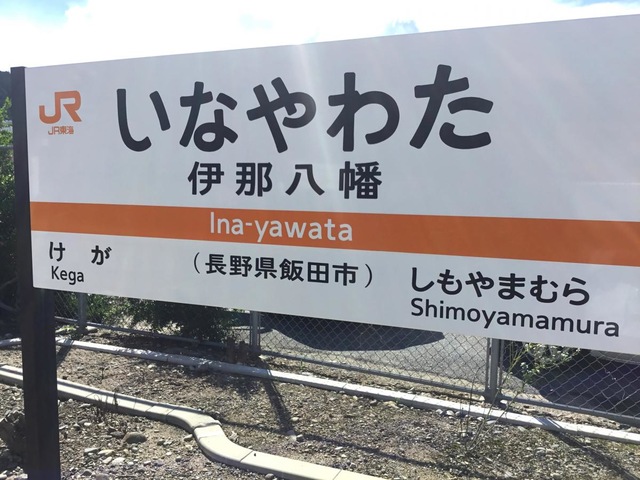 JR
JR東海
いなやわた
伊那八幡
Ina-yawata
けが
Kega
（長野県飯田市）
しもやまむら
Shimoyamamura